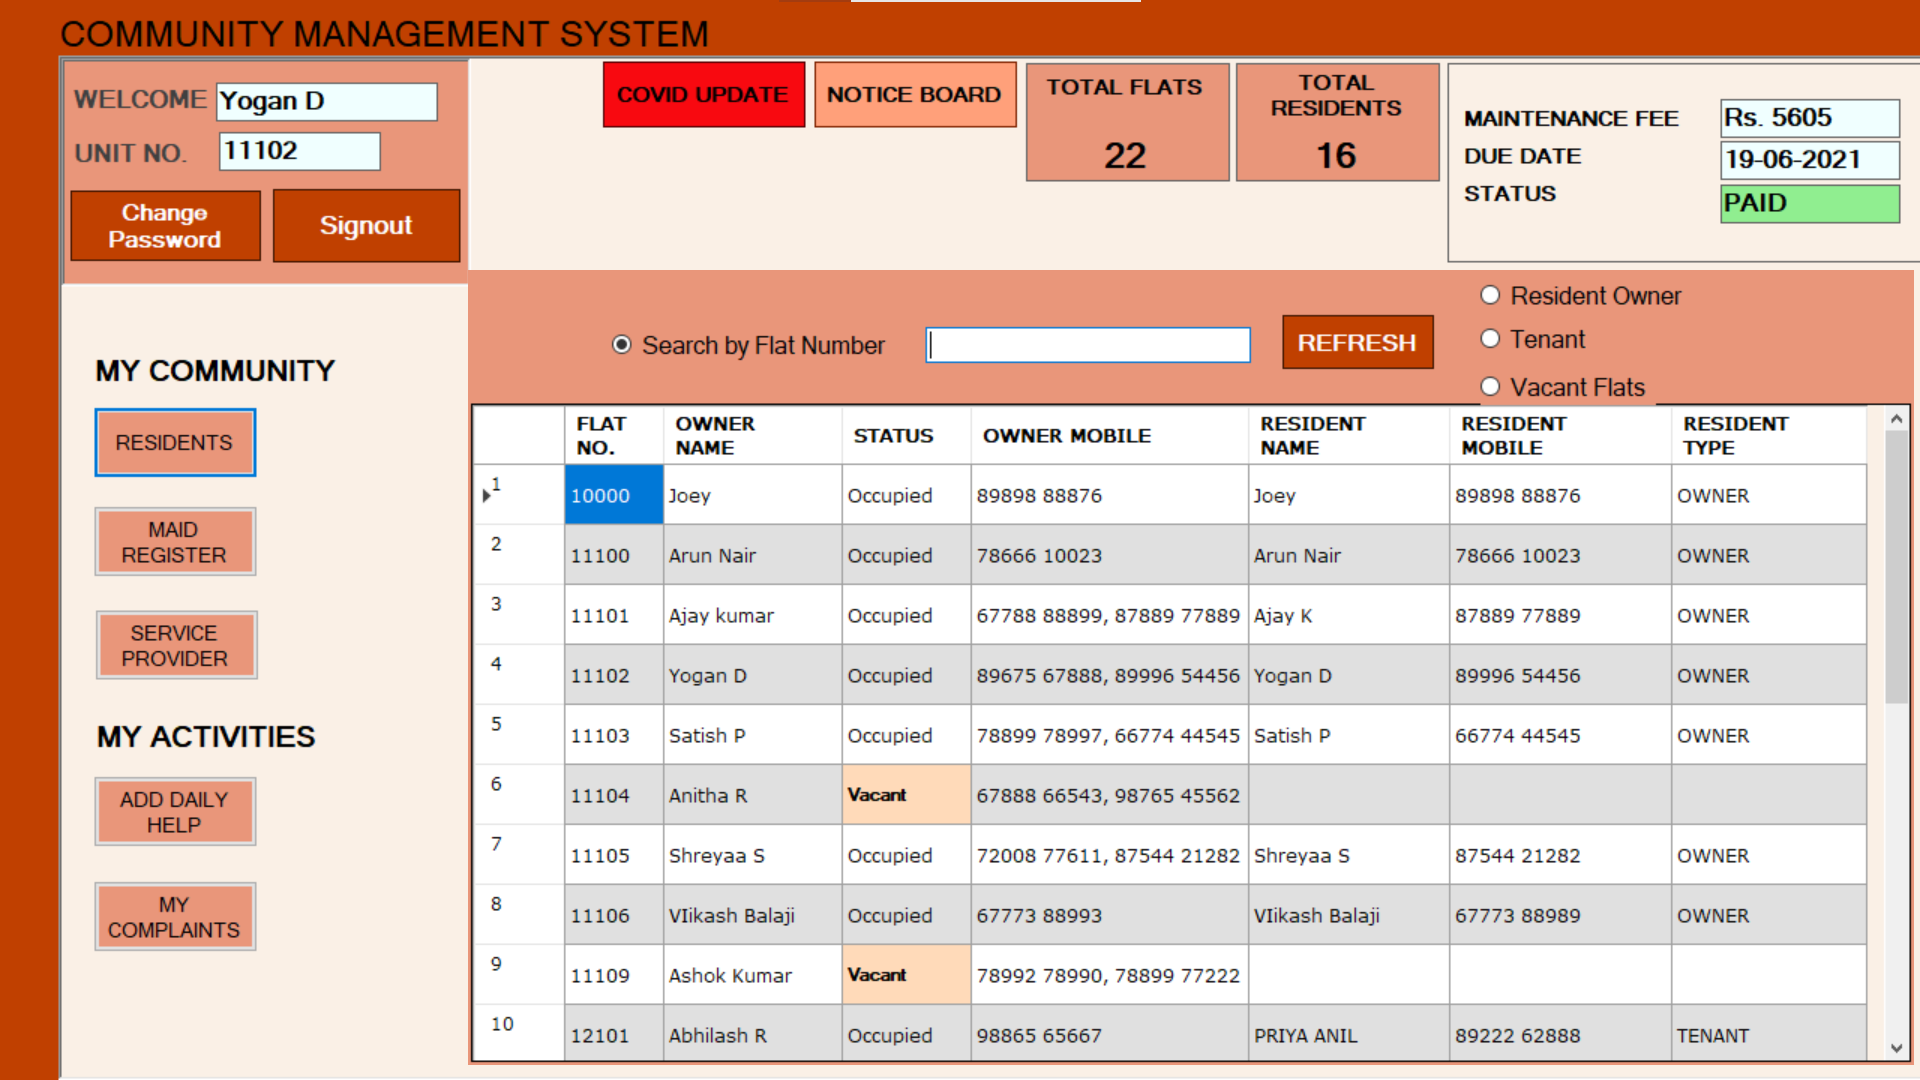 COMMUNITY MANAGEMENT SYSTEM
WELCOME Yogan D
UNIT NO. 11102
Change
Password
Signout
COVID UPDATE
NOTICE BOARD
TOTAL FLATS
22
TOTAL
RESIDENTS
16
MAINTENANCE FEE Rs. 5605
DUE DATE 19-06-2021
STATUS PAID
MY COMMUNITY
RESIDENTS
MAID
REGISTER
SERVICE
PROVIDER
MY ACTIVITIES
ADD DAILY
HELP
MY
COMPLAINTS
Search by Flat Number
REFRESH
Resident Owner
Tenant
Vacant Flats
FLAT NO. OWNER NAME STATUS OWNER MOBILE RESIDENT NAME RESIDENT MOBILE RESIDENT TYPE
1 10000 Joey Occupied 89898 88876 Joey 89898 88876 OWNER
2 11100 Arun Nair Occupied 78666 10023 Arun Nair 78666 10023 OWNER
3 11101 Ajay kumar Occupied 67788 88899, 87889 77889 Ajay K 87889 77889 OWNER
4 11102 Yogan D Occupied 89675 67888, 89996 54456 Yogan D 89996 54456 OWNER
5 11103 Satish P Occupied 78899 78997, 66774 44545 Satish P 66774 44545 OWNER
6 11104 Anitha R Vacant 67888 66543, 98765 45562
7 11105 Shreyaa S Occupied 72008 77611, 87544 21282 Shreyaa S 87544 21282 OWNER
8 11106 VIikash Balaji Occupied 67773 88993 VIikash Balaji 67773 88989 OWNER
9 11109 Ashok Kumar Vacant 78992 78990, 78899 77222
10 12101 Abhilash R Occupied 98865 65667 PRIYA ANIL 89222 62888 TENANT